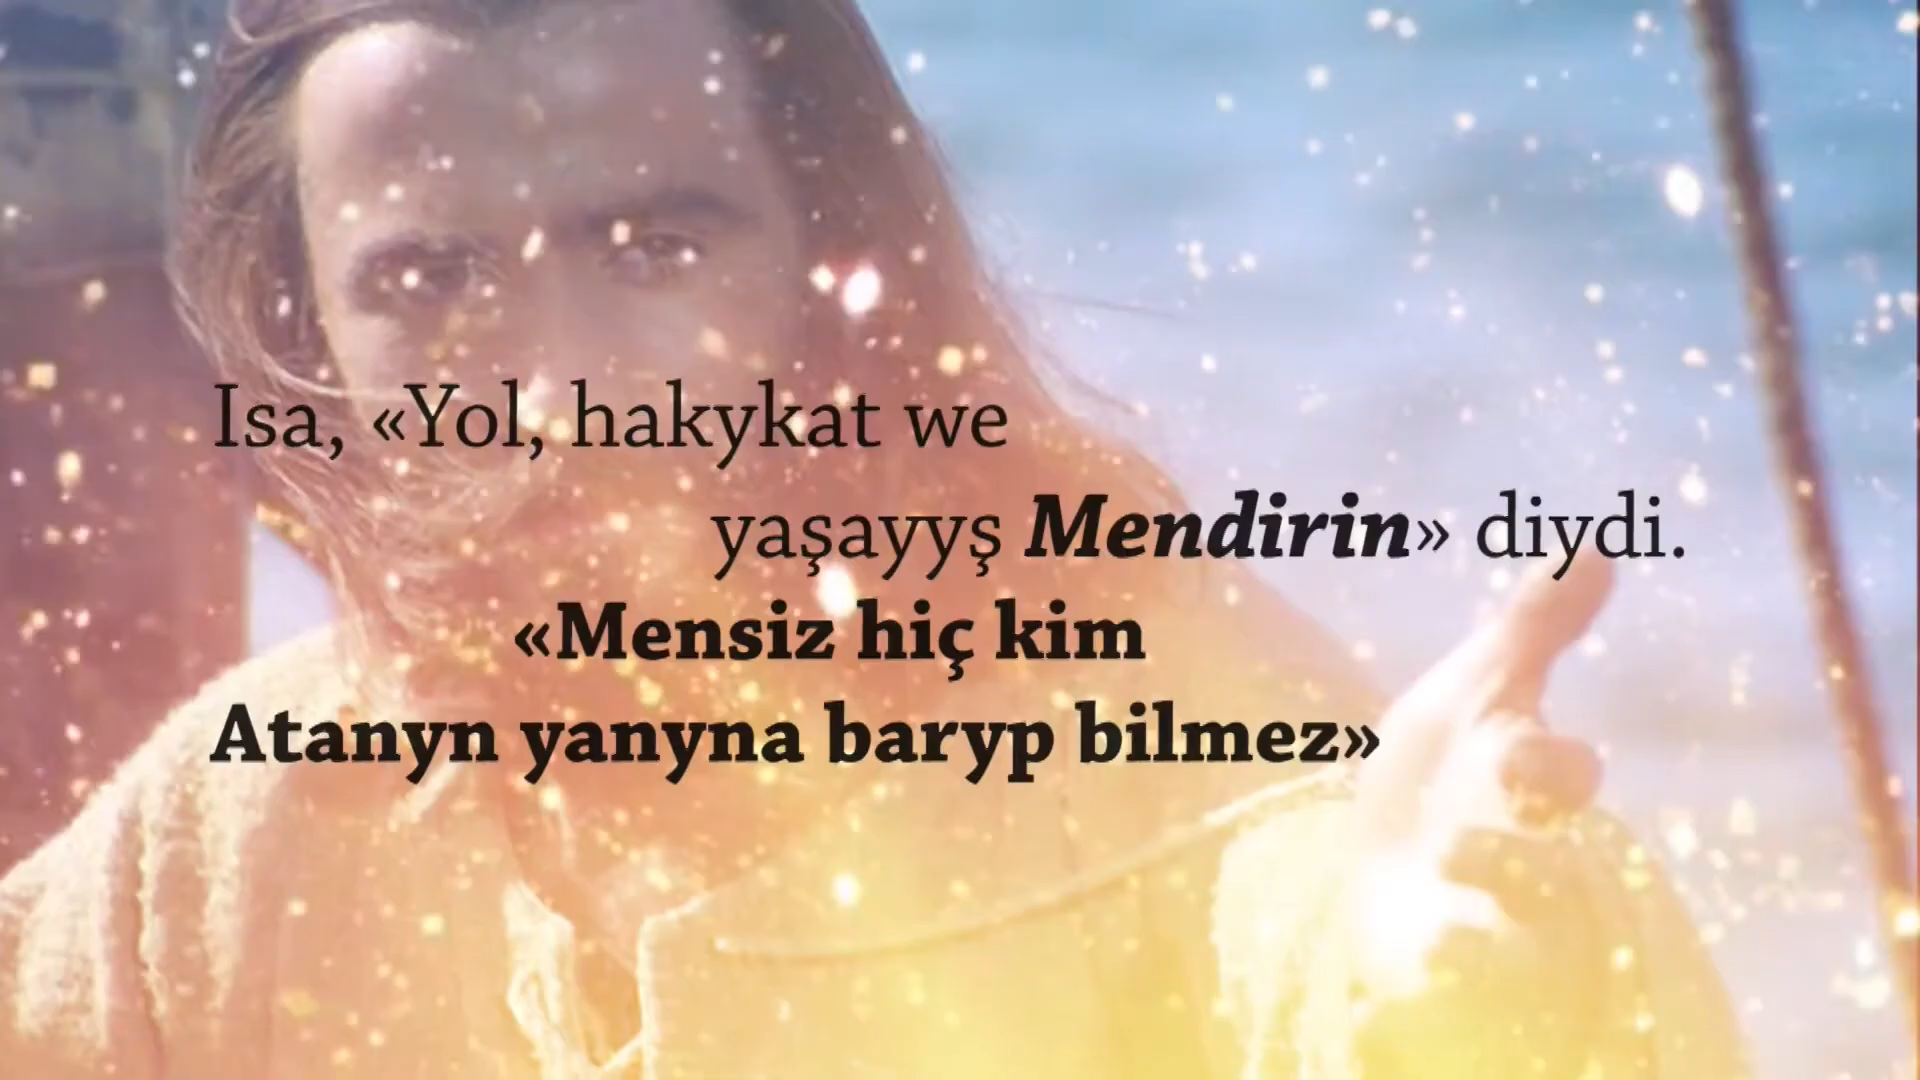 Isa, «Yol, hakykat we
yaşayyş Mendirin» diydi.
«Mensiz hiç kim
Atanyn yanyna baryp bilmez»